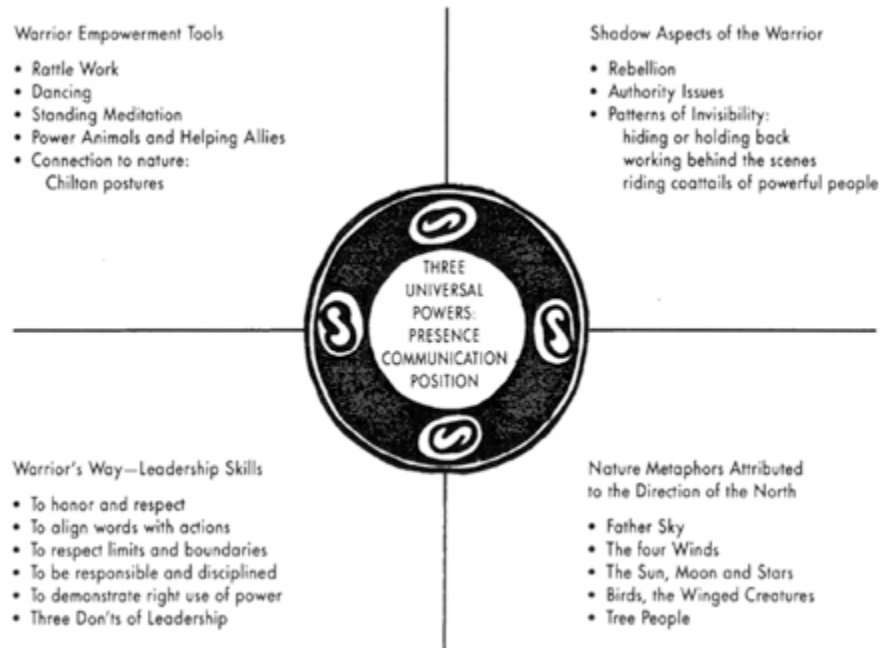 Warrior Empowerment Tools
• Rattle Work
• Dancing
• Standing Meditation
• Power Animals and Helping Allies
• Connection to nature:
Chiltan postures
Shadow Aspects of the Warrior
• Rebellion
• Authority Issues
• Patterns of Invisibility:
hiding or holding back
working behind the scenes
riding coattails of powerful people
THREE
UNIVERSAL
POWERS:
PRESENCE
COMMUNICATION
POSITION
Warrior's Way—Leadership Skills
• To honor and respect
• To align words with actions
• To respect limits and boundaries
• To be responsible and disciplined
• To demonstrate right use of power
• Three Don'ts of Leadership
Nature Metaphors Attributed
to the Direction of the North
• Father Sky
• The four Winds
• The Sun, Moon and Stars
• Birds, the Winged Creatures
• Tree People